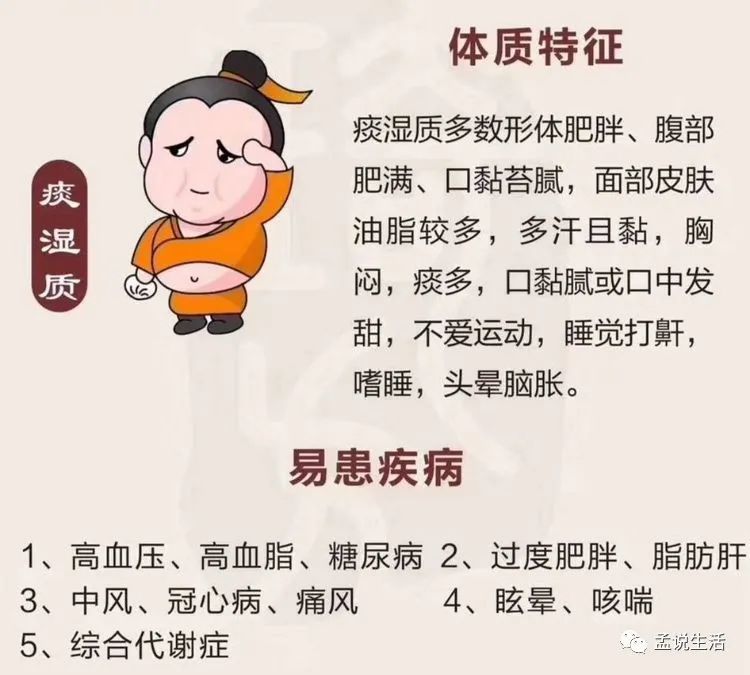 体质特征
痰湿质
痰湿质多数形体肥胖、腹部
肥满、口黏苔腻，面部皮肤
油脂较多，多汗且黏，胸
闷，痰多，口黏腻或口中发
甜，不爱运动，睡觉打鼾，
嗜睡，头晕脑胀。
易患疾病
1、高血压、高血脂、糖尿病 2、过度肥胖、脂肪肝
3、中风、冠心病、痛风 4、眩晕、咳喘
5、综合代谢症
孟说生活